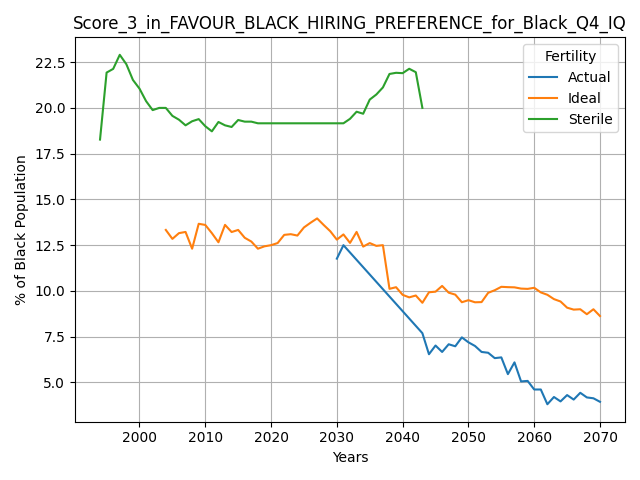 Score_3_in_FAVOUR_BLACK_HIRING_PREFERENCE_for_Black_Q4_IQ
Fertility
Actual
Ideal
Sterile
22.5
20.0
17.5
15.0
12.5
10.0
7.5
5.0
% of Black Population
2000
2010
2020
2030
2040
2050
2060
2070
Years